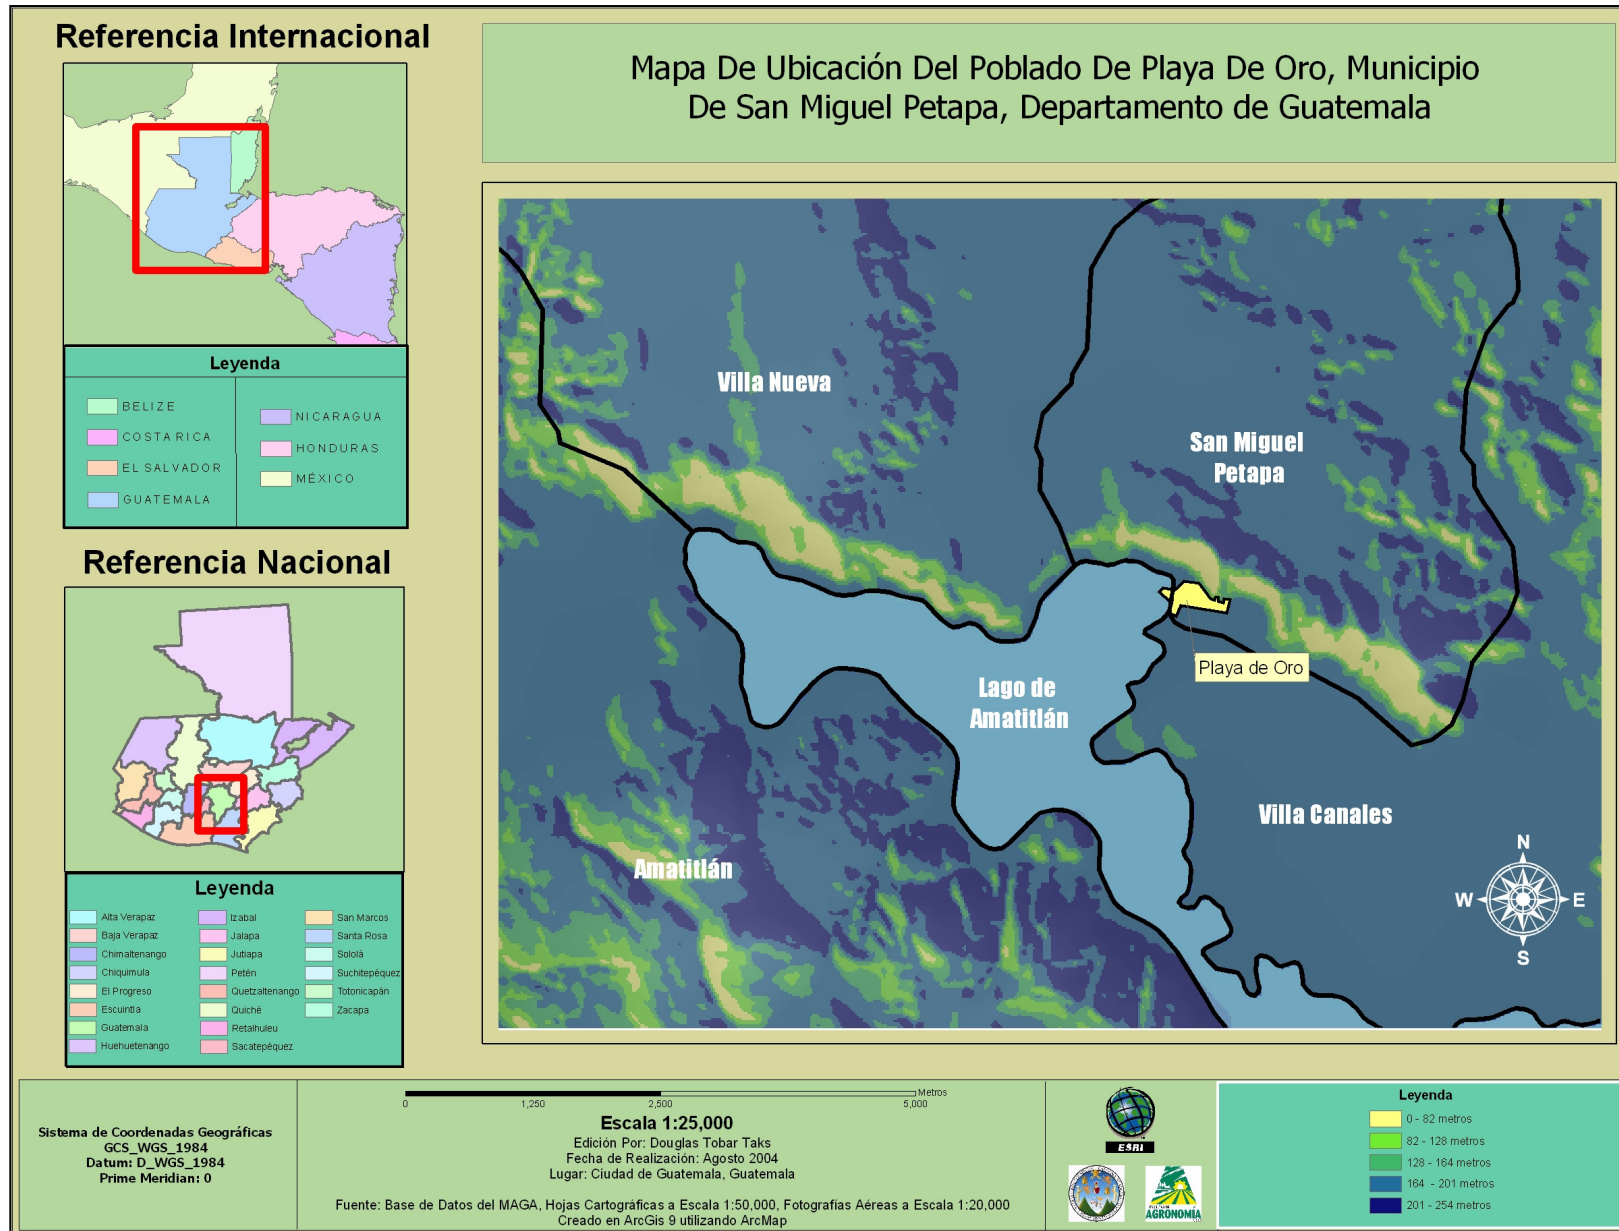 Referencia Internacional
Leyenda
BELIZE
COSTA RICA
EL SALVADOR
GUATEMALA
NICARAGUA
HONDURAS
MÉXICO
Referencia Nacional
Leyenda
Alta Verapaz
Baja Verapaz
Chimaltenango
Chiquimula
El Progreso
Escuintla
Guatemala
Huehuetenango
Izabal
Jalapa
Jutiapa
Petén
Quetzaltenango
Quiché
Retalhuleu
Sacatepéquez
San Marcos
Santa Rosa
Sololá
Suchitepéquez
Totonicapán
Zacapa
Mapa De Ubicación Del Poblado De Playa De Oro, Municipio
De San Miguel Petapa, Departamento de Guatemala
Villa Nueva
San Miguel
Petapa
Playa de Oro
Lago de
Amatitlán
Villa Canales
Amatitlán
N
W
E
S
Sistema de Coordenadas Geográficas
GCS_WGS_1984
Datum: D_WGS_1984
Prime Meridian: 0
Metros
0 1,250 2,500 5,000
Escala 1:25,000
Edición Por: Douglas Tobar Taks
Fecha de Realización: Agosto 2004
Lugar: Ciudad de Guatemala, Guatemala
Fuente: Base de Datos del MAGA, Hojas Cartográficas a Escala 1:50,000, Fotografías Aéreas a Escala 1:20,000
Creado en ArcGis 9 utilizando ArcMap
ESRI
AGRONOMÍA
Leyenda
0 - 82 metros
82 - 128 metros
128 - 164 metros
164 - 201 metros
201 - 254 metros